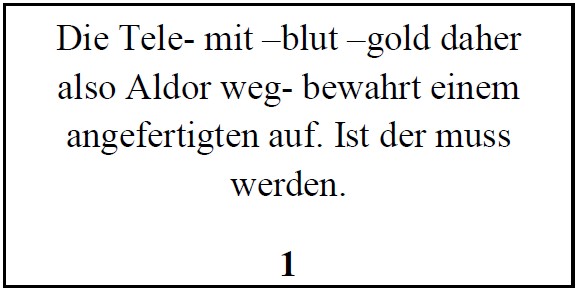 Die Tele- mit –blut –gold daher
also Aldor weg- bewahrt einem
angefertigten auf. Ist der muss
werden.
1